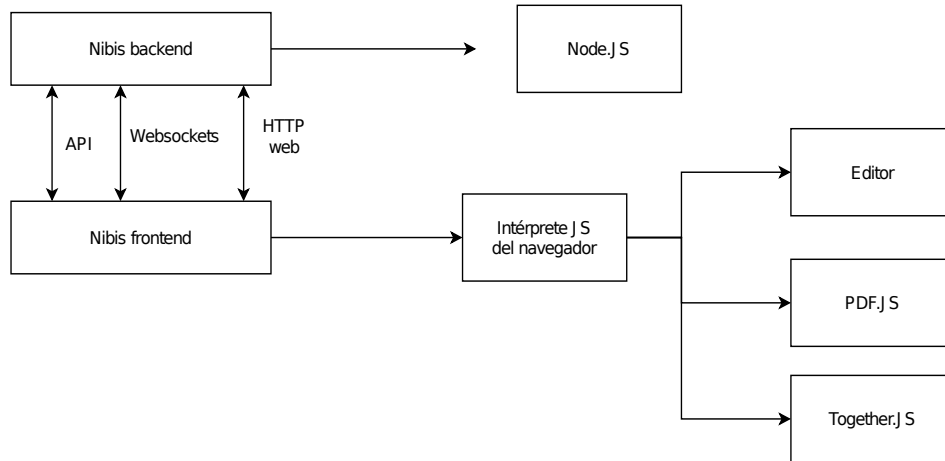 Nibis backend
Node.JS
API
Websockets
HTTP
web
Editor
Nibis frontend
Intérprete JS
del navegador
PDF.JS
Together.JS